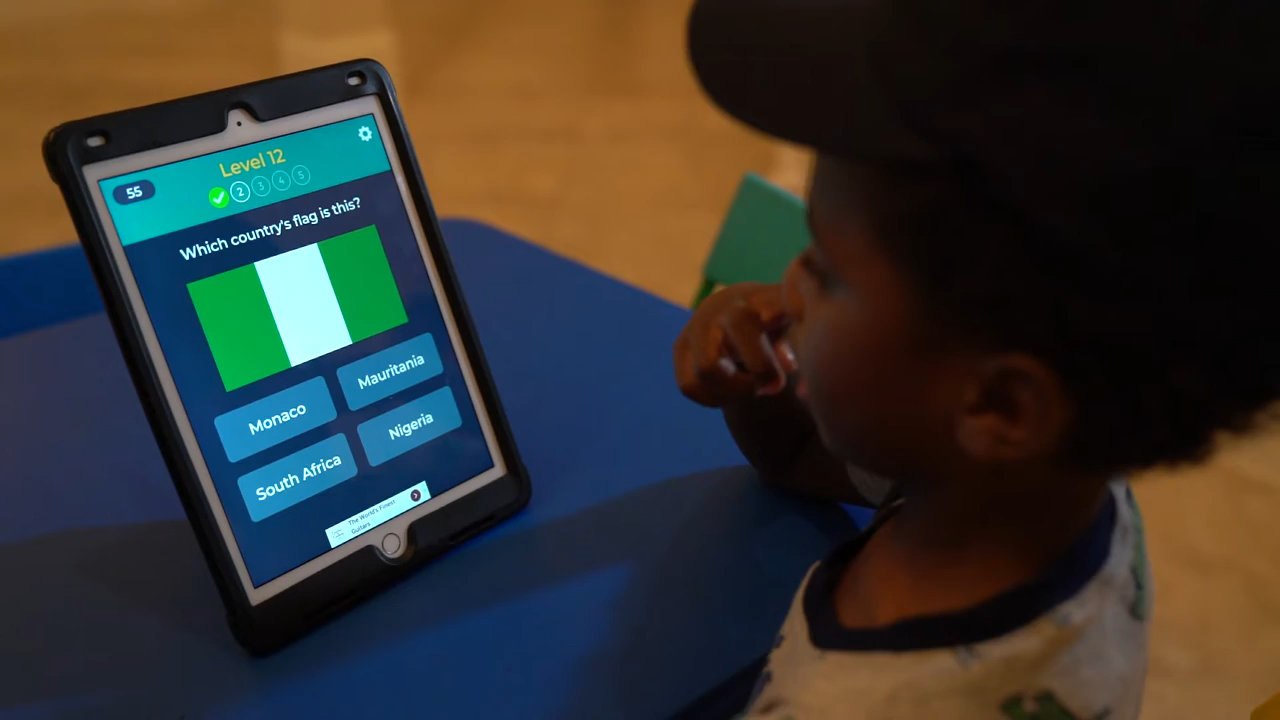 Level 12
55
2 3 4 5
Which country's flag is this?
Monaco
Mauritania
South Africa
Nigeria
The World's Finest
Guitars